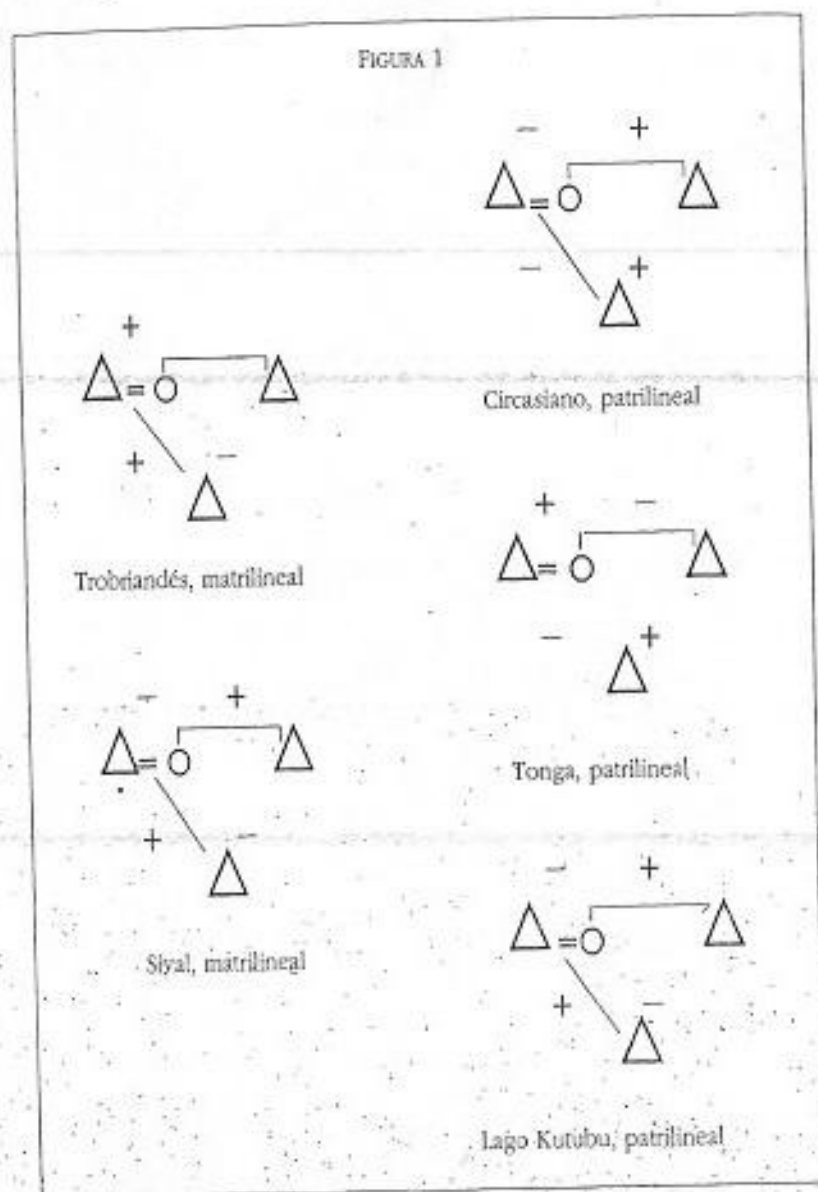 FIGURA 1
- +
=
- +
Circasiano, patrilineal
+
=
+ -
Trobriandés, matrilineal
+ -
=
- +
Tonga, patrilineal
- +
=
+ -
Siyal, matrilineal
- +
=
+ -
Lago Kutubu, patrilineal